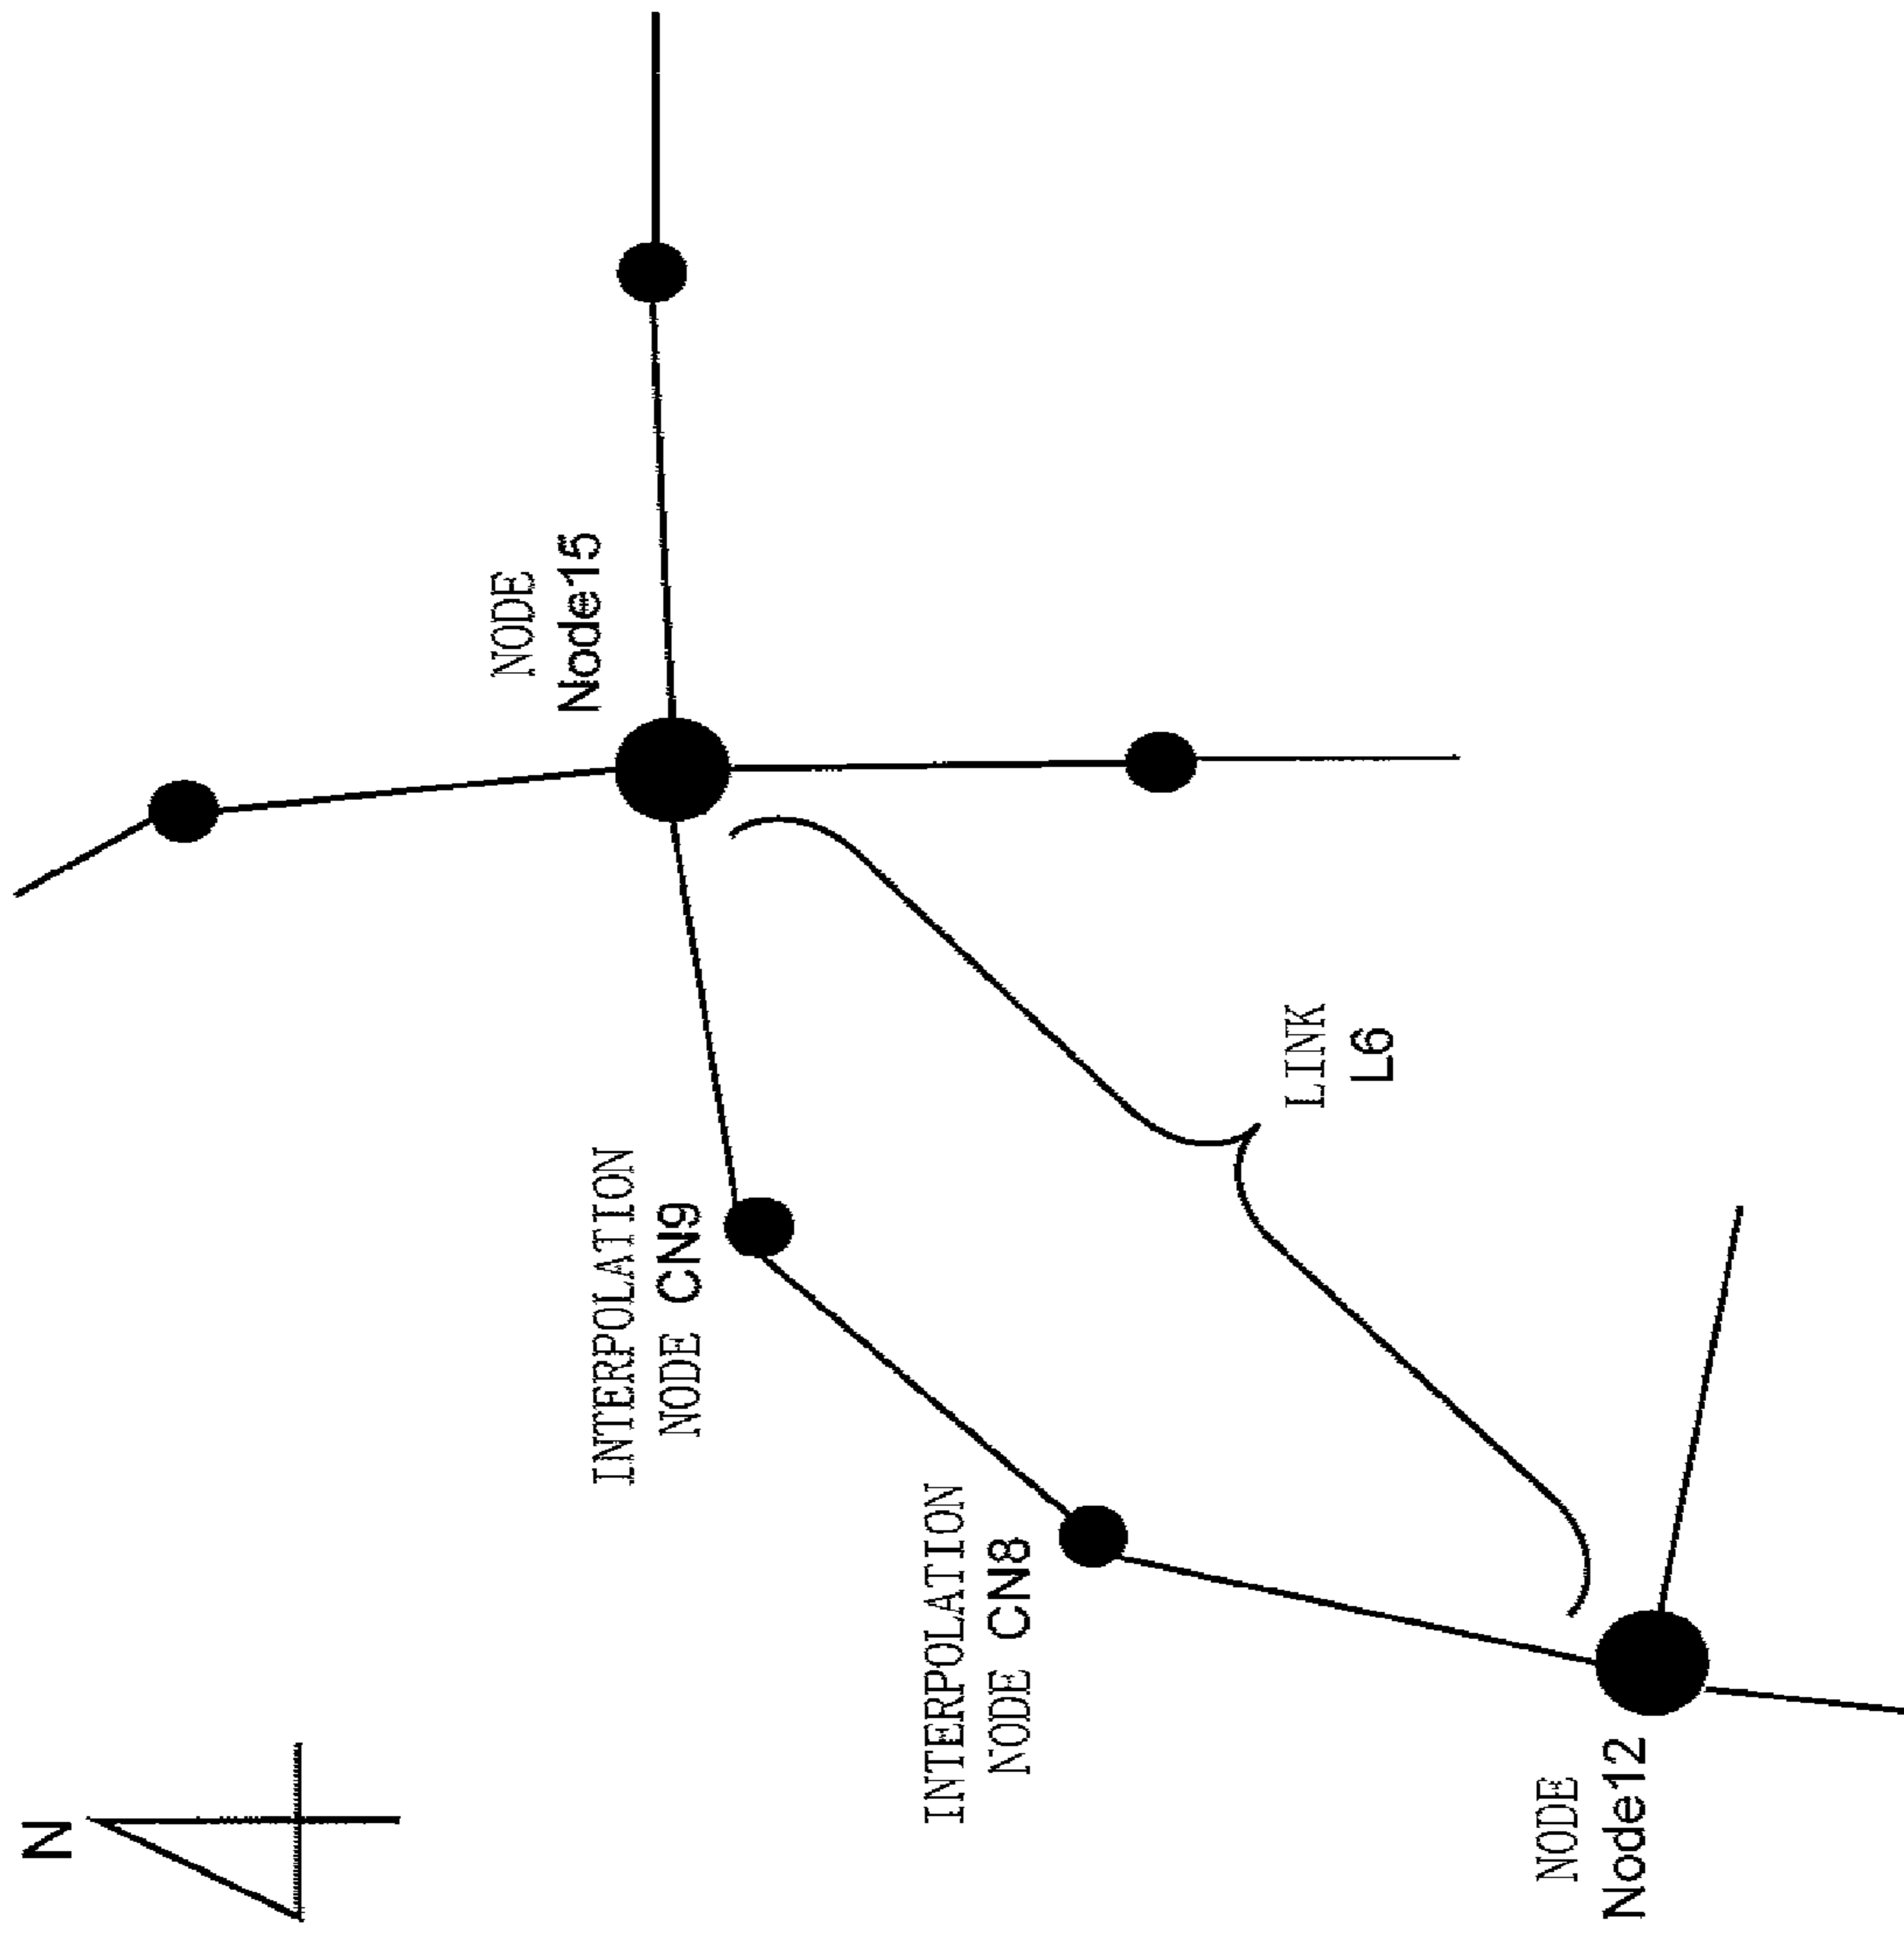 N
NODE
Node15
INTERPOLATION
NODE CN9
INTERPOLATION
NODE CN8
LINK
L6
NODE
Node12